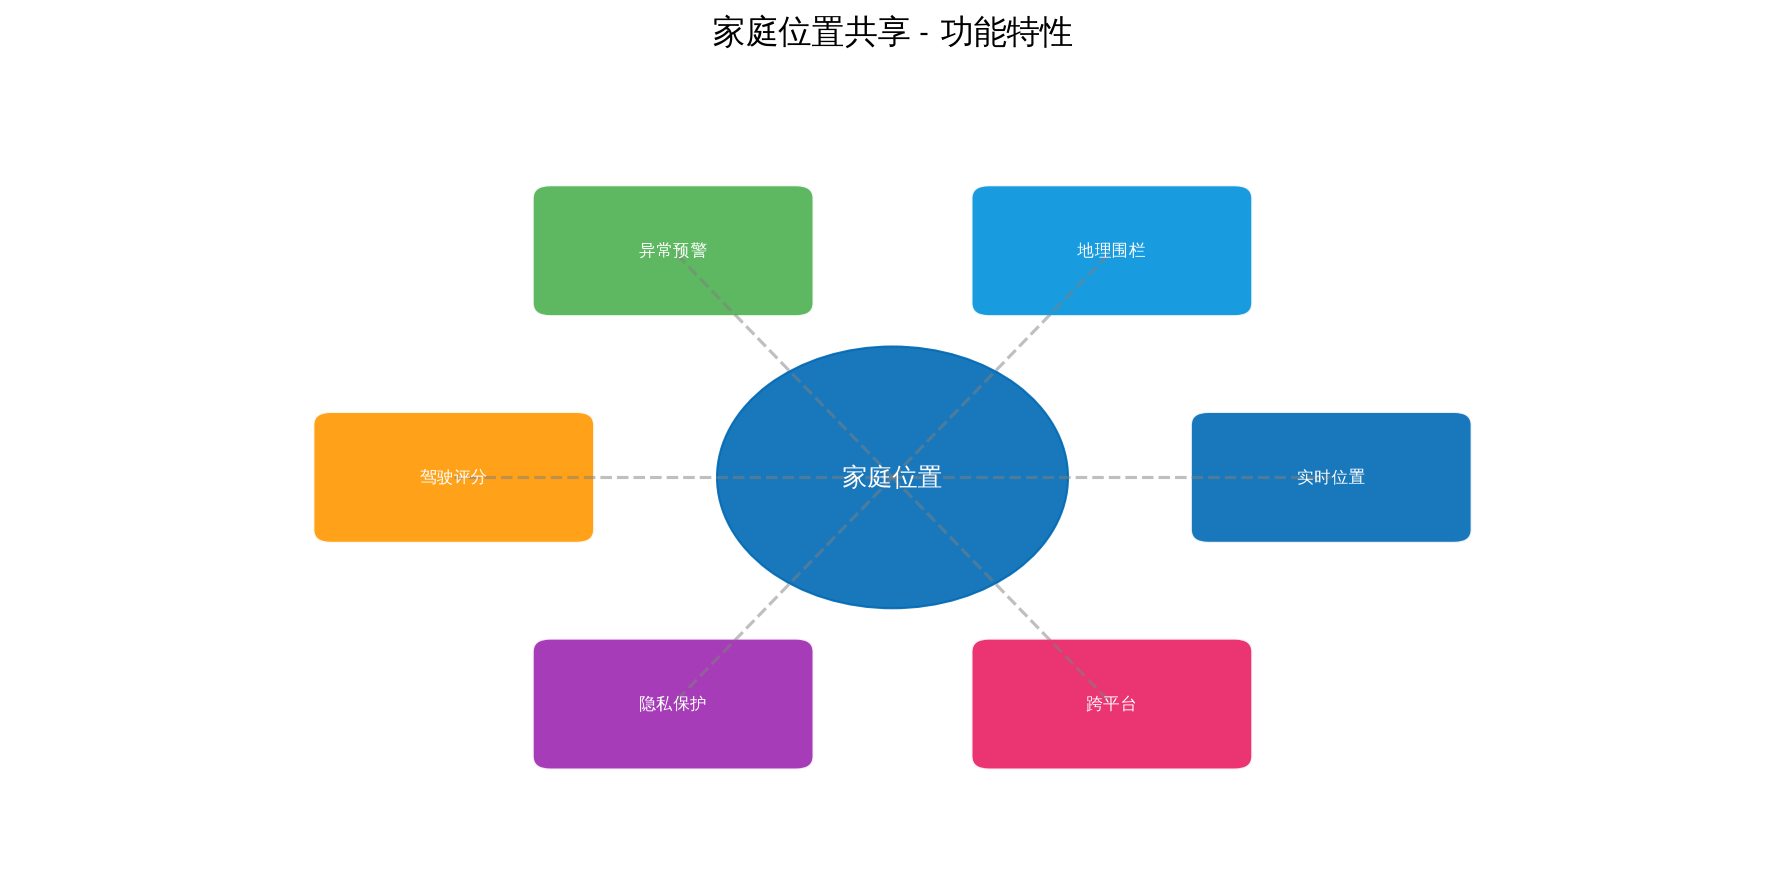 家庭位置共享 - 功能特性
异常预警
地理围栏
驾驶评分
家庭位置
实时位置
隐私保护
跨平台